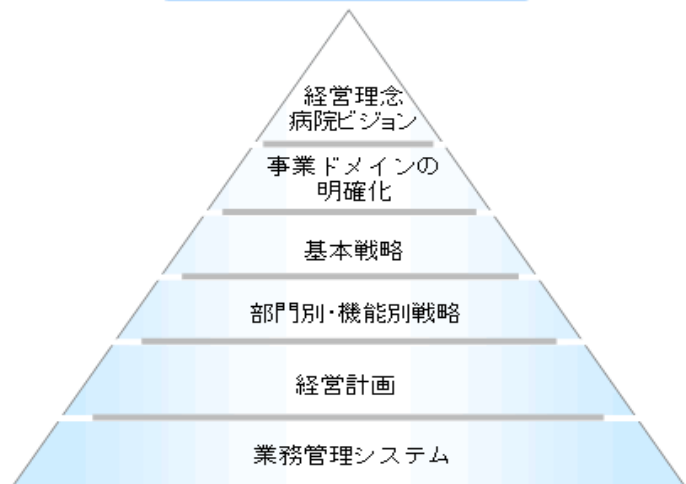 経営理念
病院ビジョン
事業ドメインの
明確化
基本戦略
部門別･機能別戦略
経営計画
業務管理システム